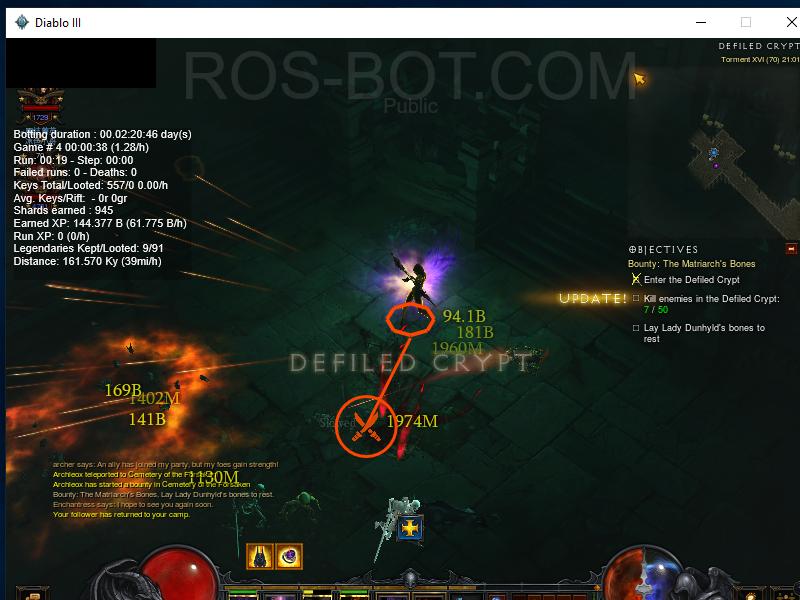 Diablo III
ROS-BOT.COM
Public
DEFILED CRYPT
Torment XVI (70) 21:01
1729
Botting duration : 00.02:20:46 day(s)
Game # 4 00:00:38 (1.28/h)
Run: 00:19 - Step: 00:00
Failed runs: 0 - Deaths: 0
Keys Total/Looted: 557/0 0.00/h
Avg. Keys/Rift: - 0r 0gr
Shards earned : 945
Earned XP: 144.377 B (61.775 B/h)
Run XP: 0 (0/h)
Legendaries Kept/Looted: 9/91
Distance: 161.570 Ky (39mi/h)
OBJECTIVES
Bounty: The Matriarch's Bones
Enter the Defiled Crypt
UPDATE!
Kill enemies in the Defiled Crypt:
7 / 50
Lay Lady Dunhyld's bones to
rest
94.1B
181B
1960M
DEFILED CRYPT
169B
1402M
141B
1974M
1130M
archer says: An ally has joined my party, but my foes gain strength!
Archleox teleported to Cemetery of the Forsaken
Archleox has started a bounty in Cemetery of the Forsaken
Bounty: The Matriarch's Bones, Lay Lady Dunhyld's bones to rest.
Enchantress says: I hope to see you again soon.
Your follower has returned to your camp.